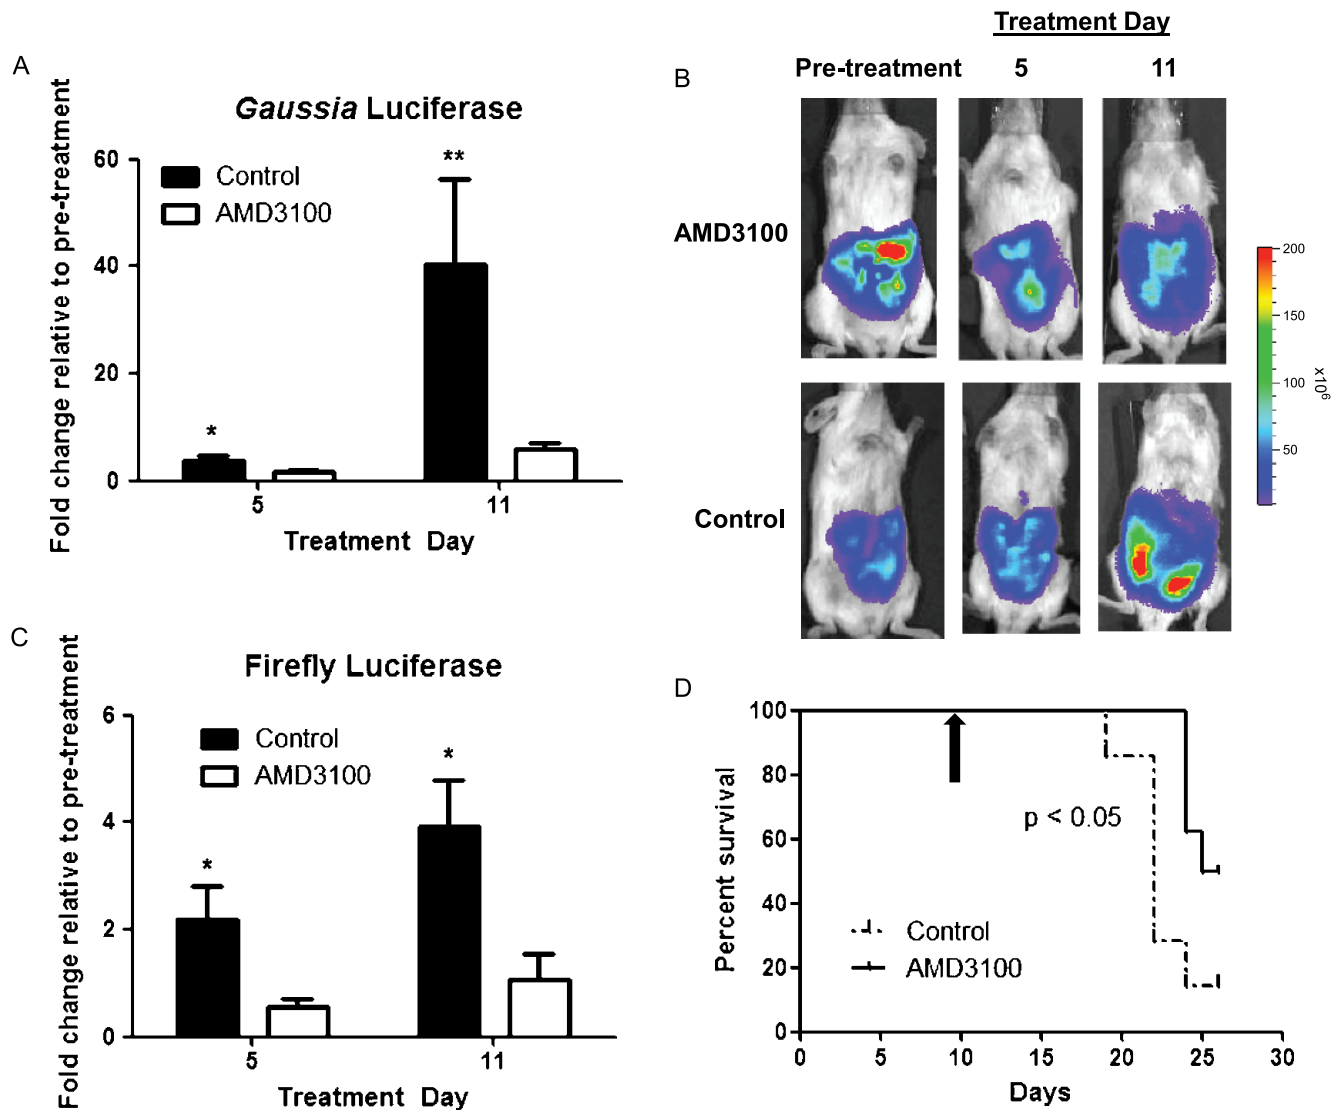 A
Gaussia Luciferase
Fold change relative to pre-treatment
60
40
20
0
**
*
Control
AMD3100
5
11
Treatment Day
B
Treatment Day
Pre-treatment 5 11
AMD3100
Control
200
150
100
50
x10⁶
C
Firefly Luciferase
Fold change relative to pre-treatment
6
4
2
0
*
*
Control
AMD3100
5
11
Treatment Day
D
Percent survival
100
80
60
40
20
0
p < 0.05
Control
AMD3100
0 5 10 15 20 25 30
Days